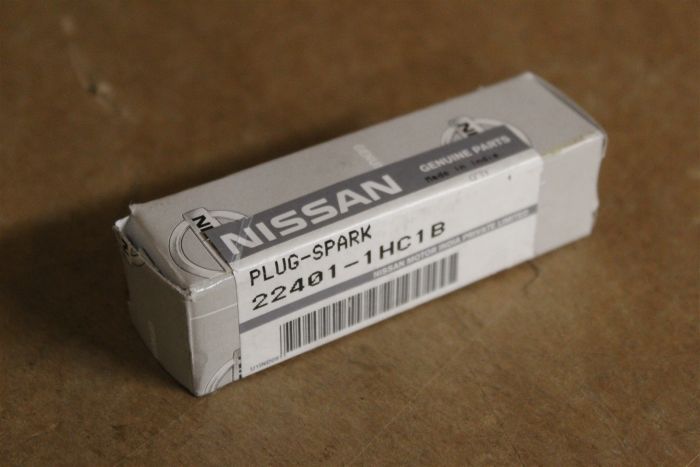 NISSAN
GENUINE PARTS
Made in India
PLUG-SPARK
22401-1HC1B
NISSAN MOTOR INDIA PRIVATE LIMITED